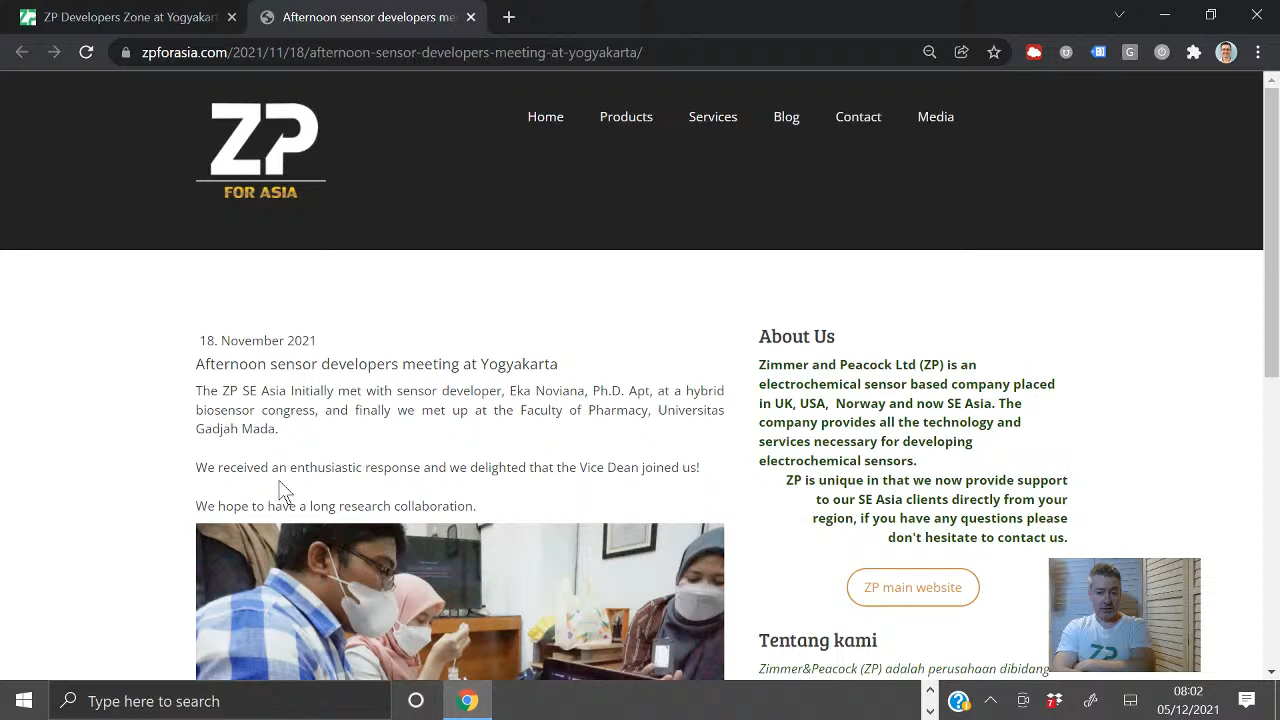 ZP Developers Zone at Yogyakar
Afternoon sensor developers me
zpforasia.com/2021/11/18/afternoon-sensor-developers-meeting-at-yogyakarta/
G
ZP
FOR ASIA
Home
Products
Services
Blog
Contact
Media
18. November 2021
Afternoon sensor developers meeting at Yogyakarta
The ZP SE Asia Initially met with sensor developer, Eka Noviana, Ph.D. Apt, at a hybrid
biosensor congress, and finally we met up at the Faculty of Pharmacy, Universitas
Gadjah Mada.
We received an enthusiastic response and we delighted that the Vice Dean joined us!
We hope to have a long research collaboration.
About Us
Zimmer and Peacock Ltd (ZP) is an
electrochemical sensor based company placed
in UK, USA, Norway and now SE Asia. The
company provides all the technology and
services necessary for developing
electrochemical sensors.
ZP is unique in that we now provide support
to our SE Asia clients directly from your
region, if you have any questions please
don't hesitate to contact us.
ZP main website
Tentang kami
Zimmer&Peacock (ZP) adalah perusahaan dibidang
ZP
Type here to search
7
08:02
05/12/2021